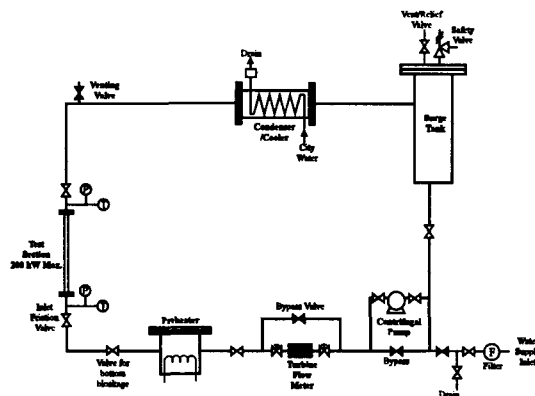 Vent/Relief
Valve
Safety
Valve
Drain
Venting
Valve
Condenser
/Cooler
City
Water
Surge
Tank
P
T
Test
Section
200 kW Max.
P
T
Inlet
Friction
Valve
Preheater
Bypass Valve
Centrifugal
Pump
Valve for
bottom
blockage
Turbine
Flow
Meter
Bypass
F
Filter
Water
Supply
Inlet
Drain